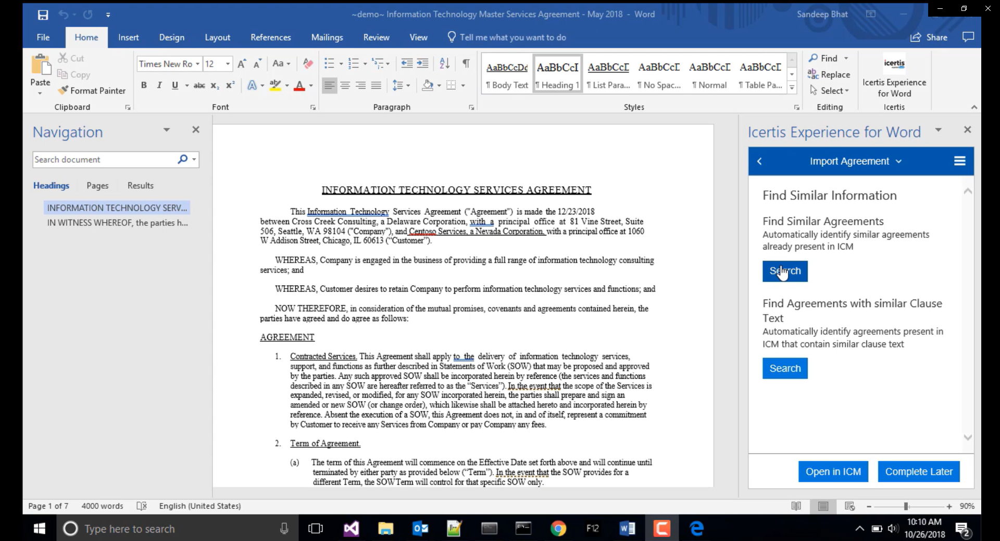 ~demo~ Information Technology Master Services Agreement - May 2018 - Word
Sandeep Bhat
File Home Insert Design Layout References Mailings Review View Tell me what you want to do Share
Paste
Cut
Copy
Format Painter
Clipboard
Times New Ro 12 Aa
B I U abc X₂ X² A aby A
Font
Paragraph
AaBbCcDd AaBbCcI AaBbCcD AaBbCcD AaBbCcD AaBbCcD
¶ Body Text ¶ Heading 1 ¶ List Para... ¶ No Spac... ¶ Normal ¶ Table Pa...
Styles
Find
Replace
Select
Editing
icertis
Icertis Experience
for Word
Icertis
Navigation
Search document
Headings Pages Results
INFORMATION TECHNOLOGY SERV...
IN WITNESS WHEREOF, the parties h...
INFORMATION TECHNOLOGY SERVICES AGREEMENT
This Information Technology Services Agreement ("Agreement") is made the 12/23/2018
between Cross Creek Consulting, a Delaware Corporation, with a principal office at 81 Vine Street, Suite
506, Seattle, WA 98104 ("Company"), and Centoso Services, a Nevada Corporation, with a principal office at 1060
W Addison Street, Chicago, IL 60613 (“Customer”).
WHEREAS, Company is engaged in the business of providing a full range of information technology consulting
services; and
WHEREAS, Customer desires to retain Company to perform information technology services and functions; and
NOW THEREFORE, in consideration of the mutual promises, covenants and agreements contained herein, the
parties have agreed and do agree as follows:
AGREEMENT
1. Contracted Services. This Agreement shall apply to the delivery of information technology services,
support, and functions as further described in Statements of Work (SOW) that may be proposed and approved
by the parties. Any such approved SOW shall be incorporated herein by reference (the services and functions
described in any SOW are hereafter referred to as the “Services”). In the event that the scope of the Services is
expanded, revised, or modified, for any SOW incorporated herein, the parties shall prepare and sign an
amended or new SOW (or change order), which likewise shall be attached hereto and incorporated herein by
reference. Absent the execution of a SOW, this Agreement does not, in and of itself, represent a commitment
by Customer to receive any Services from Company or pay Company any fees.
2. Term of Agreement.
(a) The term of this Agreement will commence on the Effective Date set forth above and will continue until
terminated by either party as provided below (“Term”). In the event that the SOW provides for a
different Term, the SOW Term will control for that specific SOW only.
Icertis Experience for Word
Import Agreement
Find Similar Information
Find Similar Agreements
Automatically identify similar agreements
already present in ICM
Search
Find Agreements with similar Clause
Text
Automatically identify agreements present in
ICM that contain similar clause text
Search
Open in ICM Complete Later
Page 1 of 7 4000 words English (United States) 90%
Type here to search F12
10:10 AM
10/26/2018
2